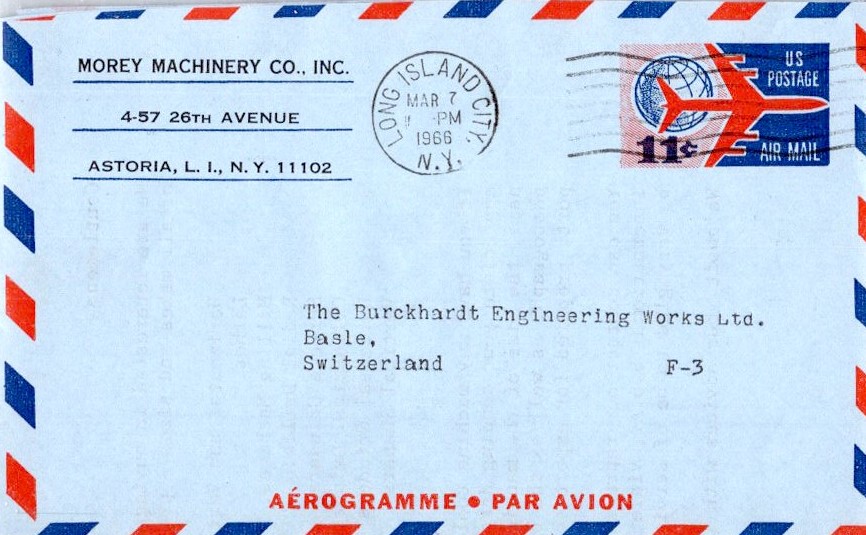 MOREY MACHINERY CO., INC.
4-57 26TH AVENUE
ASTORIA, L. I., N. Y. 11102
LONG ISLAND CITY, N.Y.
MAR 7
PM
1966
US
POSTAGE
11¢
AIR MAIL
The Burckhardt Engineering Works Ltd.
Basle,
Switzerland F-3
AÉROGRAMME • PAR AVION